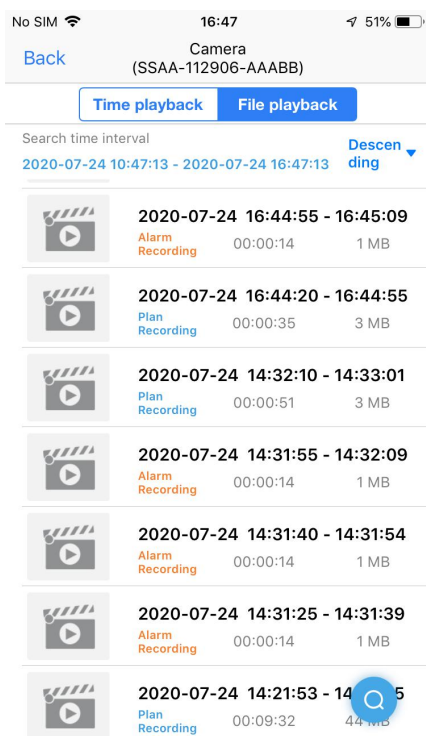 No SIM 16:47 51%
Back
Camera
(SSAA-112906-AAABB)
Time playback File playback
Search time interval
2020-07-24 10:47:13 - 2020-07-24 16:47:13
Descen
ding
2020-07-24 16:44:55 - 16:45:09
Alarm
Recording
00:00:14 1 MB
2020-07-24 16:44:20 - 16:44:55
Plan
Recording
00:00:35 3 MB
2020-07-24 14:32:10 - 14:33:01
Plan
Recording
00:00:51 3 MB
2020-07-24 14:31:55 - 14:32:09
Alarm
Recording
00:00:14 1 MB
2020-07-24 14:31:40 - 14:31:54
Alarm
Recording
00:00:14 1 MB
2020-07-24 14:31:25 - 14:31:39
Alarm
Recording
00:00:14 1 MB
2020-07-24 14:21:53 -
Plan
Recording
00:09:32 44 MB